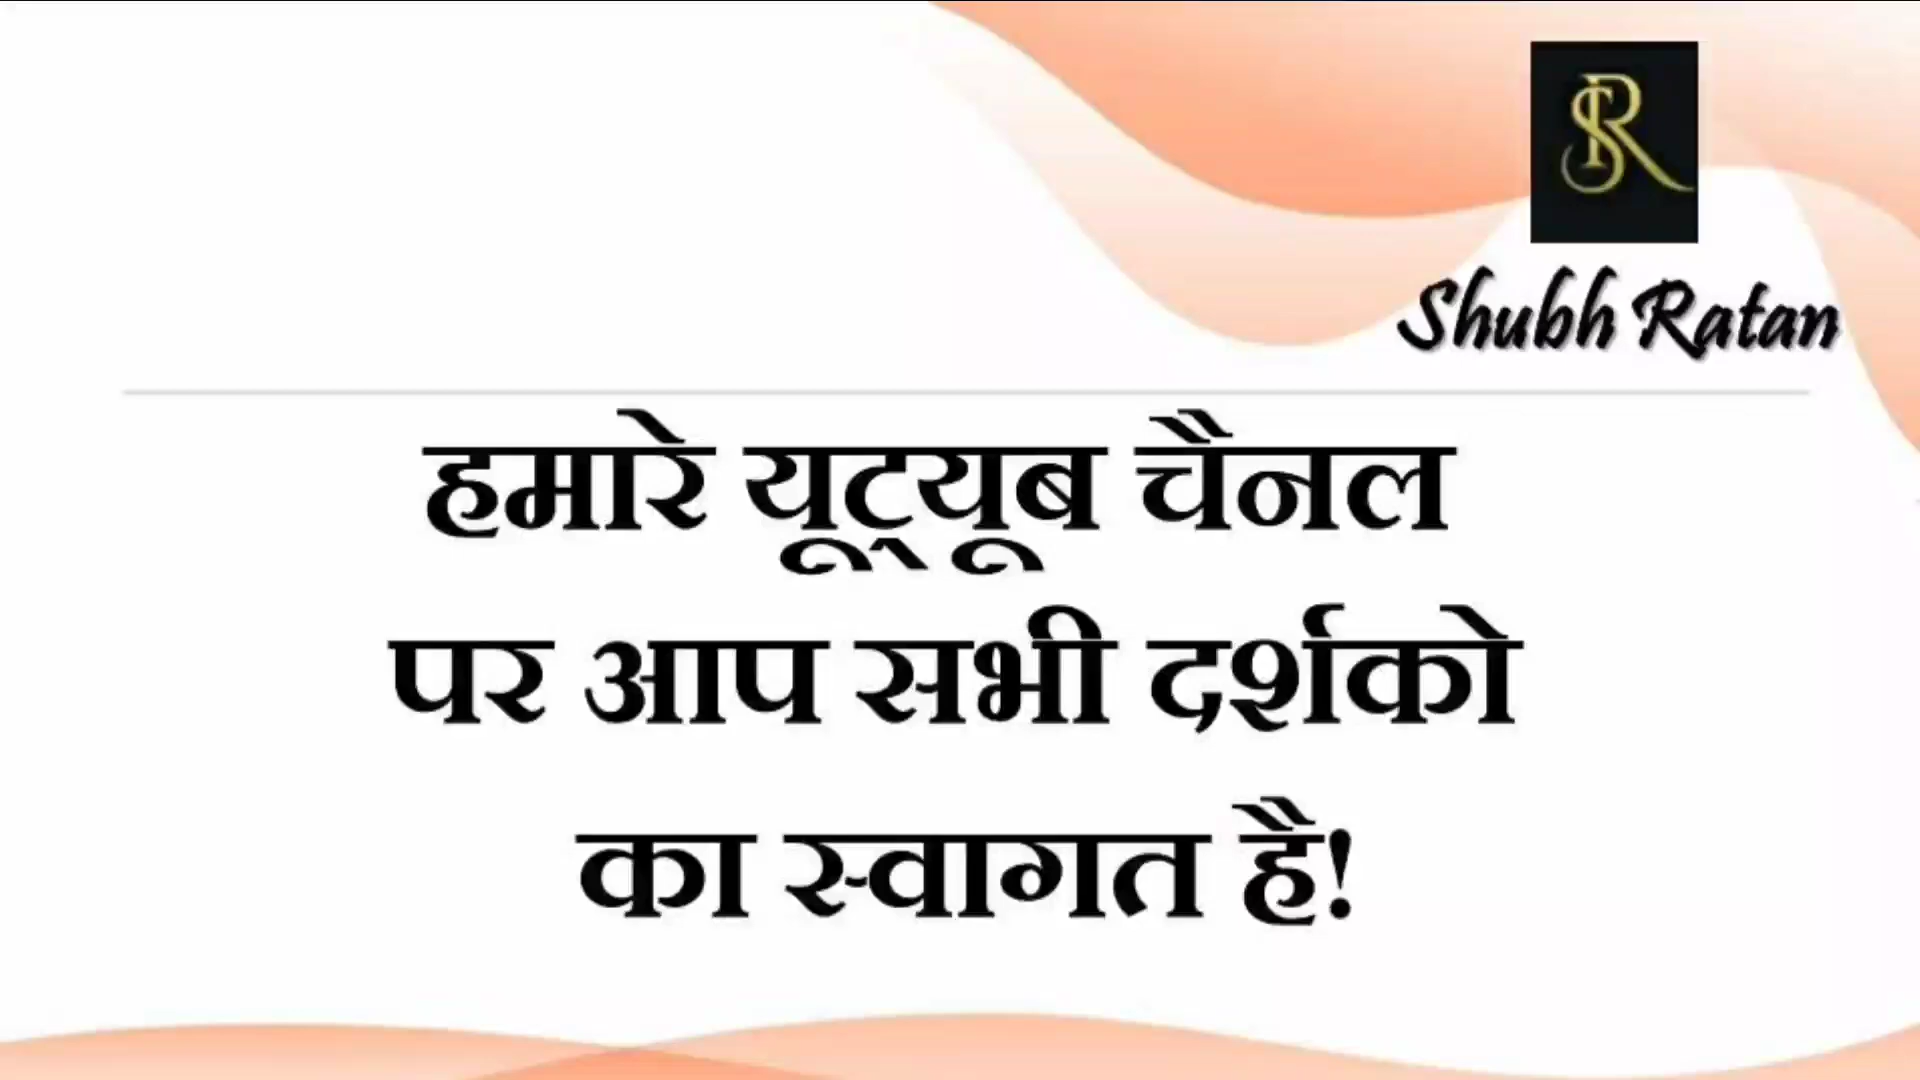 SR
Shubh Ratan
हमारे यूट्यूब चैनल
पर आप सभी दर्शको
का स्वागत है!